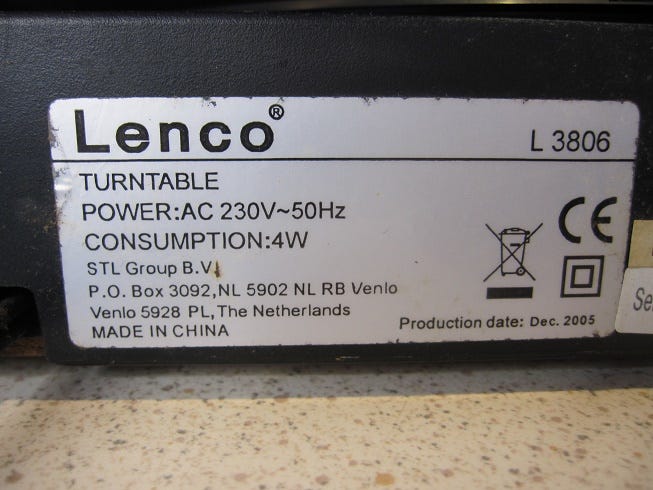 Lenco®
L 3806
TURNTABLE
POWER:AC 230V~50Hz
CONSUMPTION:4W
STL Group B.V.
P.O. Box 3092,NL 5902 NL RB Venlo
Venlo 5928 PL,The Netherlands
MADE IN CHINA
CE
Production date: Dec. 2005